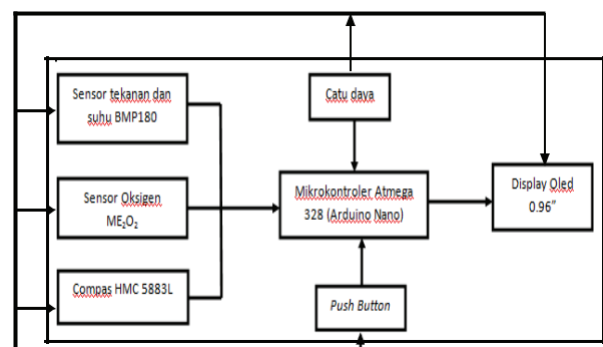 Sensor tekanan dan
suhu BMP180
Catu daya
Sensor Oksigen
ME₂O₂
Mikrokontroler Atmega
328 (Arduino Nano)
Display Oled
0.96”
Compas HMC 5883L
Push Button